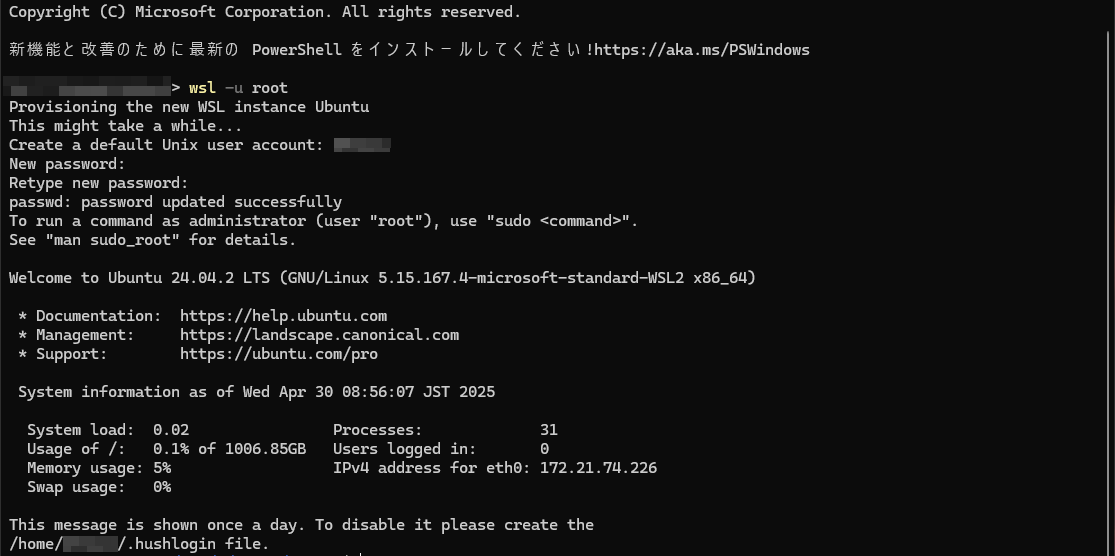 Copyright (C) Microsoft Corporation. All rights reserved.
新機能と改善のために最新の PowerShell をインストールしてください!https://aka.ms/PSWindows
> wsl -u root
Provisioning the new WSL instance Ubuntu
This might take a while...
Create a default Unix user account:
New password:
Retype new password:
passwd: password updated successfully
To run a command as administrator (user "root"), use "sudo <command>".
See "man sudo_root" for details.
Welcome to Ubuntu 24.04.2 LTS (GNU/Linux 5.15.167.4-microsoft-standard-WSL2 x86_64)
* Documentation: https://help.ubuntu.com
* Management: https://landscape.canonical.com
* Support: https://ubuntu.com/pro
System information as of Wed Apr 30 08:56:07 JST 2025
System load: 0.02 Processes: 31
Usage of /: 0.1% of 1006.85GB Users logged in: 0
Memory usage: 5% IPv4 address for eth0: 172.21.74.226
Swap usage: 0%
This message is shown once a day. To disable it please create the
/home/ /.hushlogin file.